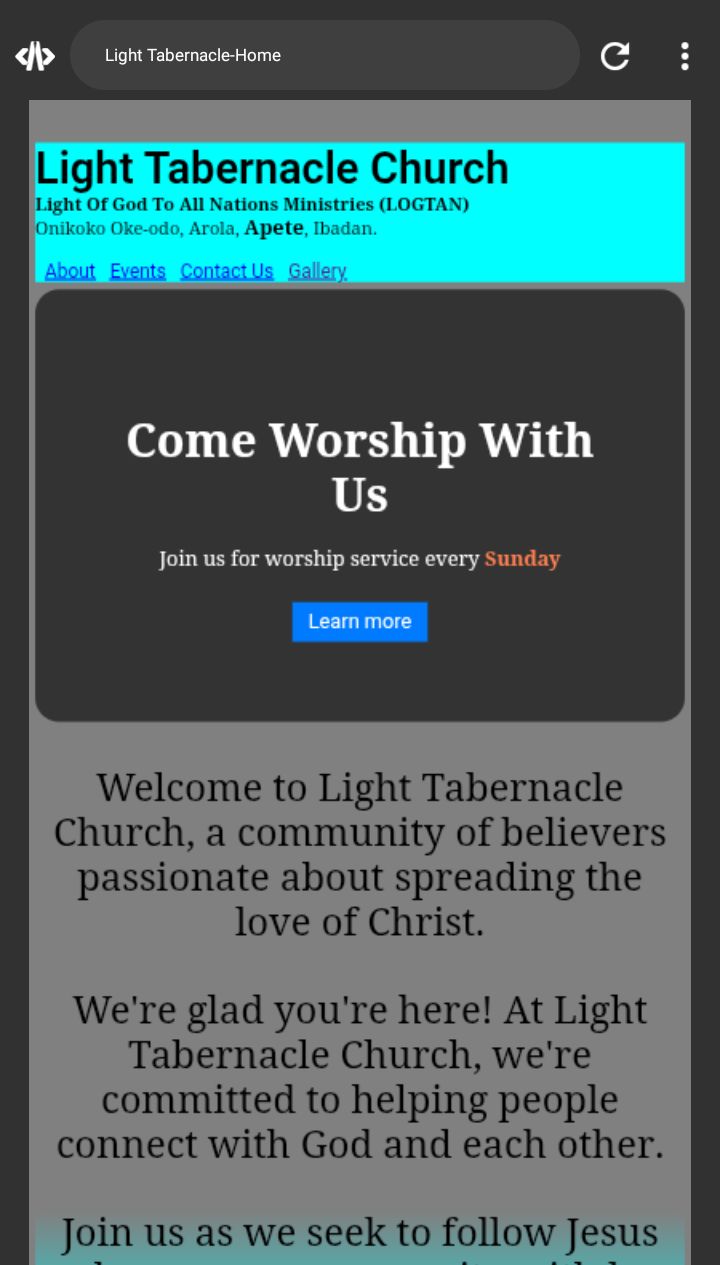 Light Tabernacle-Home
Light Tabernacle Church
Light Of God To All Nations Ministries (LOGTAN)
Onikoko Oke-odo, Arola, Apete, Ibadan.
About Events Contact Us Gallery
Come Worship With
Us
Join us for worship service every Sunday
Learn more
Welcome to Light Tabernacle
Church, a community of believers
passionate about spreading the
love of Christ.
We're glad you're here! At Light
Tabernacle Church, we're
committed to helping people
connect with God and each other.
Join us as we seek to follow Jesus